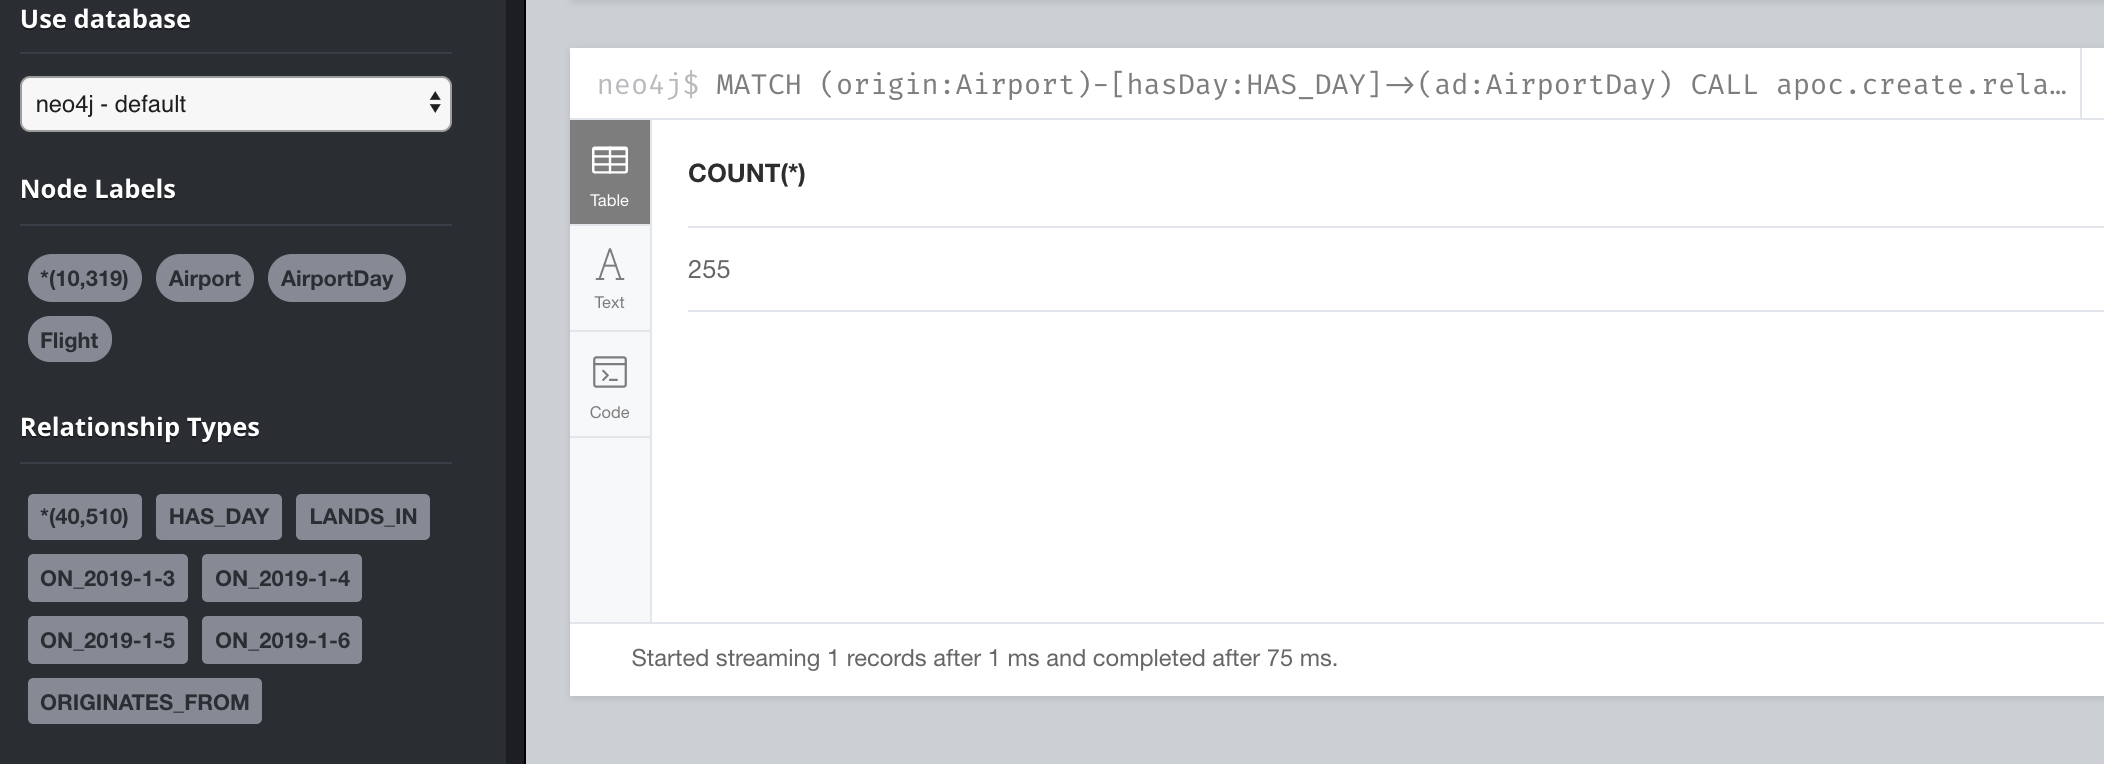 Use database
neo4j - default
Node Labels
*(10,319) Airport AirportDay
Flight
Relationship Types
*(40,510) HAS_DAY LANDS_IN
ON_2019-1-3 ON_2019-1-4
ON_2019-1-5 ON_2019-1-6
ORIGINATES_FROM
neo4j$ MATCH (origin:Airport)-[hasDay:HAS_DAY]->(ad:AirportDay) CALL apoc.create.rela…
Table
Text
Code
COUNT(*)
255
Started streaming 1 records after 1 ms and completed after 75 ms.